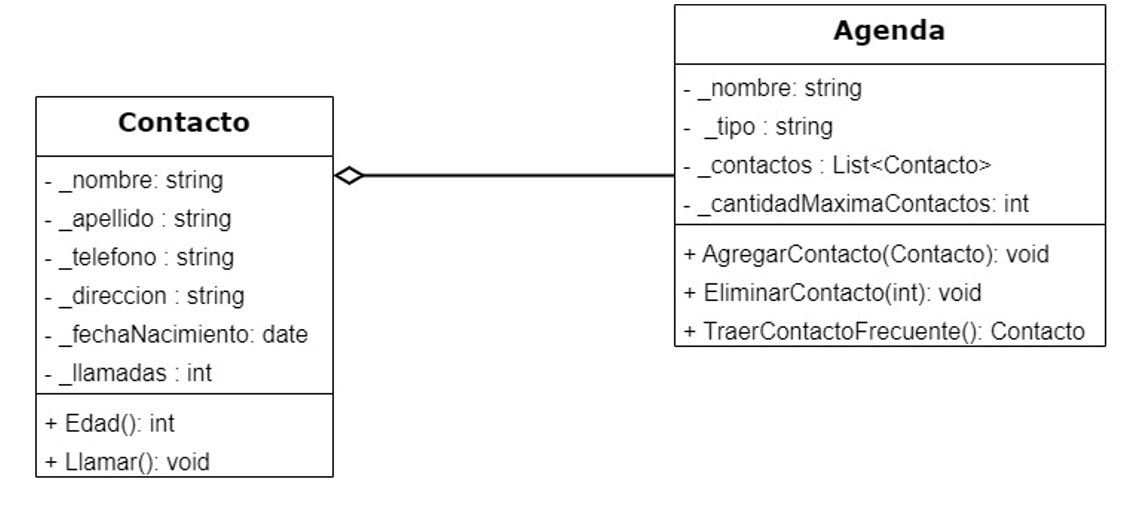 Contacto
- _nombre: string
- _apellido : string
- _telefono : string
- _direccion : string
- _fechaNacimiento: date
- _llamadas : int
+ Edad(): int
+ Llamar(): void
Agenda
- _nombre: string
- _tipo : string
- _contactos : List<Contacto>
- _cantidadMaximaContactos: int
+ AgregarContacto(Contacto): void
+ EliminarContacto(int): void
+ TraerContactoFrecuente(): Contacto